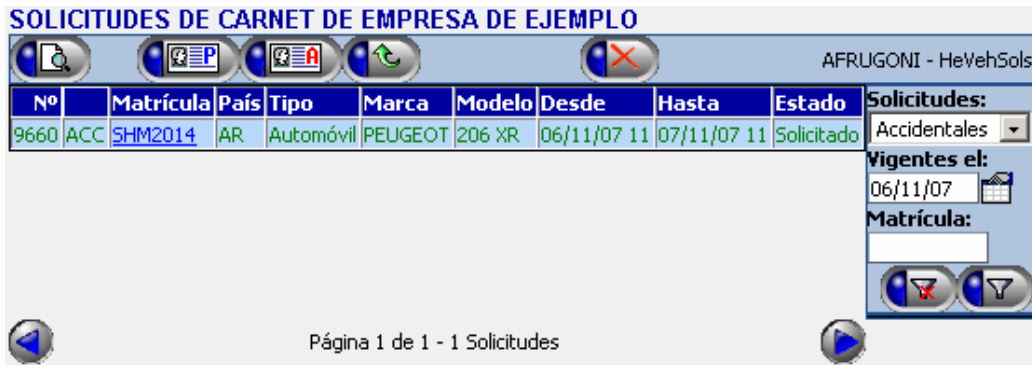 SOLICITUDES DE CARNET DE EMPRESA DE EJEMPLO
P A AFRUGONI - HeVehSols
Nº Matrícula País Tipo Marca Modelo Desde Hasta Estado
9660 ACC SHM2014 AR Automóvil PEUGEOT 206 XR 06/11/07 11 07/11/07 11 Solicitado
Solicitudes:
Accidentales
Vigentes el:
06/11/07
Matrícula:
Página 1 de 1 - 1 Solicitudes